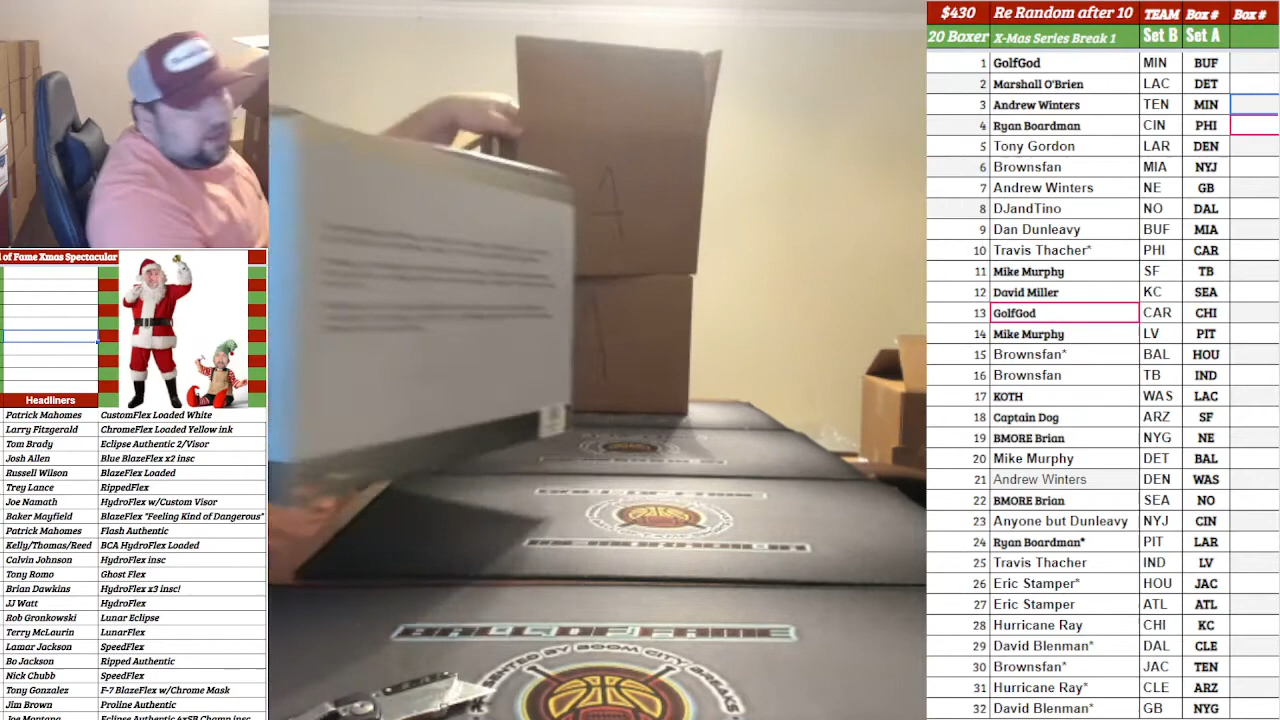 $430 Re Random after 10 TEAM Box # Box #
20 Boxer X-Mas Series Break 1 Set B Set A
1 GolfGod MIN BUF
2 Marshall O'Brien LAC DET
3 Andrew Winters TEN MIN
4 Ryan Boardman CIN PHI
5 Tony Gordon LAR DEN
6 Brownsfan MIA NYJ
7 Andrew Winters NE GB
8 DJandTino NO DAL
9 Dan Dunleavy BUF MIA
10 Travis Thacher* PHI CAR
11 Mike Murphy SF TB
12 David Miller KC SEA
13 GolfGod CAR CHI
14 Mike Murphy LV PIT
15 Brownsfan* BAL HOU
16 Brownsfan TB IND
17 KOTH WAS LAC
18 Captain Dog ARZ SF
19 BMORE Brian NYG NE
20 Mike Murphy DET BAL
21 Andrew Winters DEN WAS
22 BMORE Brian SEA NO
23 Anyone but Dunleavy NYJ CIN
24 Ryan Boardman* PIT LAR
25 Travis Thacher IND LV
26 Eric Stamper* HOU JAC
27 Eric Stamper ATL ATL
28 Hurricane Ray CHI KC
29 David Blenman* DAL CLE
30 Brownsfan* JAC TEN
31 Hurricane Ray* CLE ARZ
32 David Blenman* GB NYG
l of Fame Xmas Spectacular
Headliners
Patrick Mahomes CustomFlex Loaded White
Larry Fitzgerald ChromeFlex Loaded Yellow ink
Tom Brady Eclipse Authentic 2/Visor
Josh Allen Blue BlazeFlex x2 insc
Russell Wilson BlazeFlex Loaded
Trey Lance RippedFlex
Joe Namath HydroFlex w/Custom Visor
Baker Mayfield BlazeFlex "Feeling Kind of Dangerous"
Patrick Mahomes Flash Authentic
Kelly/Thomas/Reed BCA HydroFlex Loaded
Calvin Johnson HydroFlex insc
Tony Romo Ghost Flex
Brian Dawkins HydroFlex x3 insc!
JJ Watt HydroFlex
Rob Gronkowski Lunar Eclipse
Terry McLaurin LunarFlex
Lamar Jackson SpeedFlex
Bo Jackson Ripped Authentic
Nick Chubb SpeedFlex
Tony Gonzalez F-7 BlazeFlex w/Chrome Mask
Jim Brown Proline Authentic
Joe Montana Eclipse Authentic 4xSB Champ insc
A
BALL OF FAME
PRESENTED BY BOOM CITY BREAKS